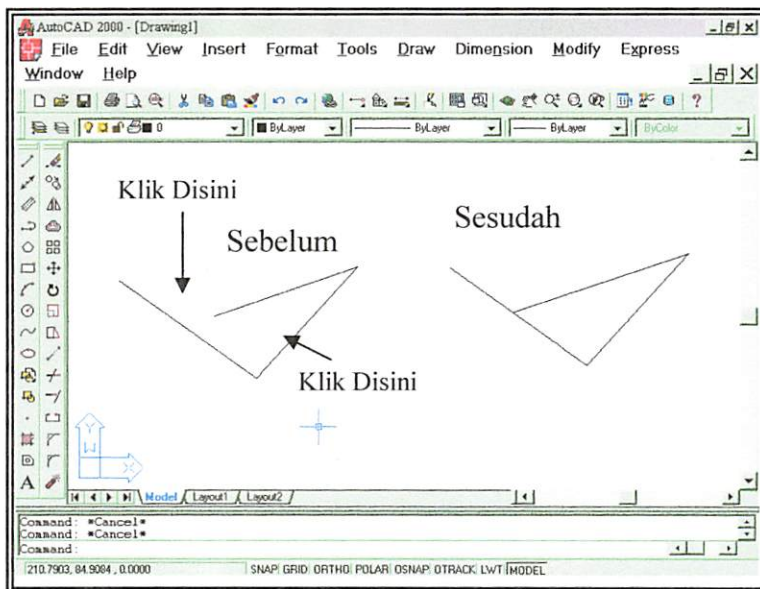 AutoCAD 2000 - [Drawing1]
File Edit View Insert Format Tools Draw Dimension Modify Express
Window Help
0 ByLayer ByLayer ByLayer ByColor
Klik Disini
Sebelum
Sesudah
Klik Disini
Y
W
X
A
Model Layout1 Layout2
Command: *Cancel*
Command: *Cancel*
Command:
210.7903, 84.9084 , 0.0000 SNAP GRID ORTHO POLAR OSNAP OTRACK LWT MODEL